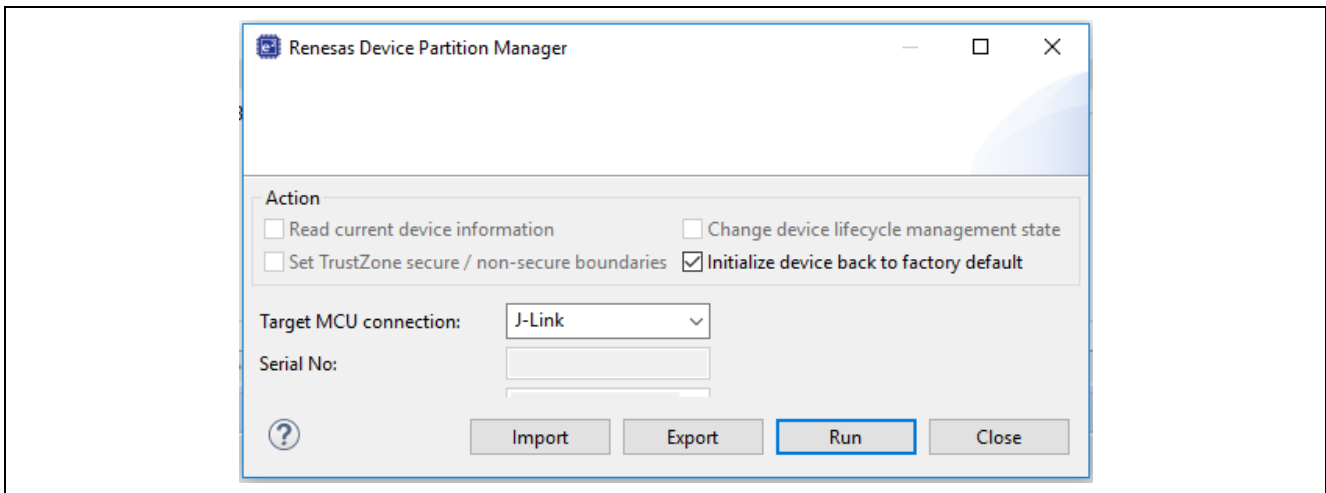 Renesas Device Partition Manager
Action
Read current device information
Change device lifecycle management state
Set TrustZone secure / non-secure boundaries
Initialize device back to factory default
Target MCU connection:
J-Link
Serial No:
Import
Export
Run
Close